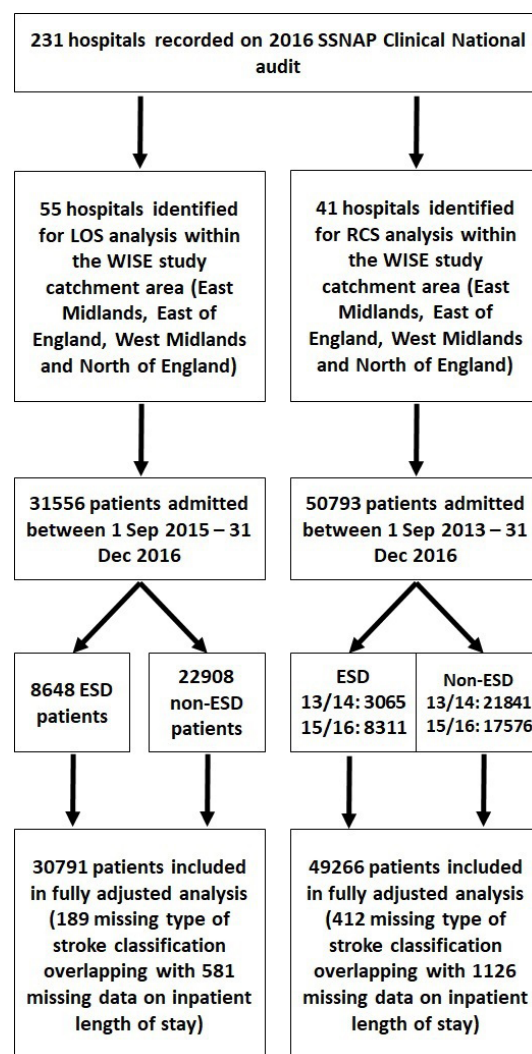 231 hospitals recorded on 2016 SSNAP Clinical National
audit
55 hospitals identified
for LOS analysis within
the WISE study
catchment area (East
Midlands, East of
England, West Midlands
and North of England)
41 hospitals identified
for RCS analysis within
the WISE study
catchment area (East
Midlands, East of
England, West Midlands
and North of England)
31556 patients admitted
between 1 Sep 2015 – 31
Dec 2016
50793 patients admitted
between 1 Sep 2013 – 31
Dec 2016
8648 ESD
patients
22908
non-ESD
patients
ESD
13/14: 3065
15/16: 8311
Non-ESD
13/14: 21841
15/16: 17576
30791 patients included
in fully adjusted analysis
(189 missing type of
stroke classification
overlapping with 581
missing data on inpatient
length of stay)
49266 patients included
in fully adjusted analysis
(412 missing type of
stroke classification
overlapping with 1126
missing data on inpatient
length of stay)